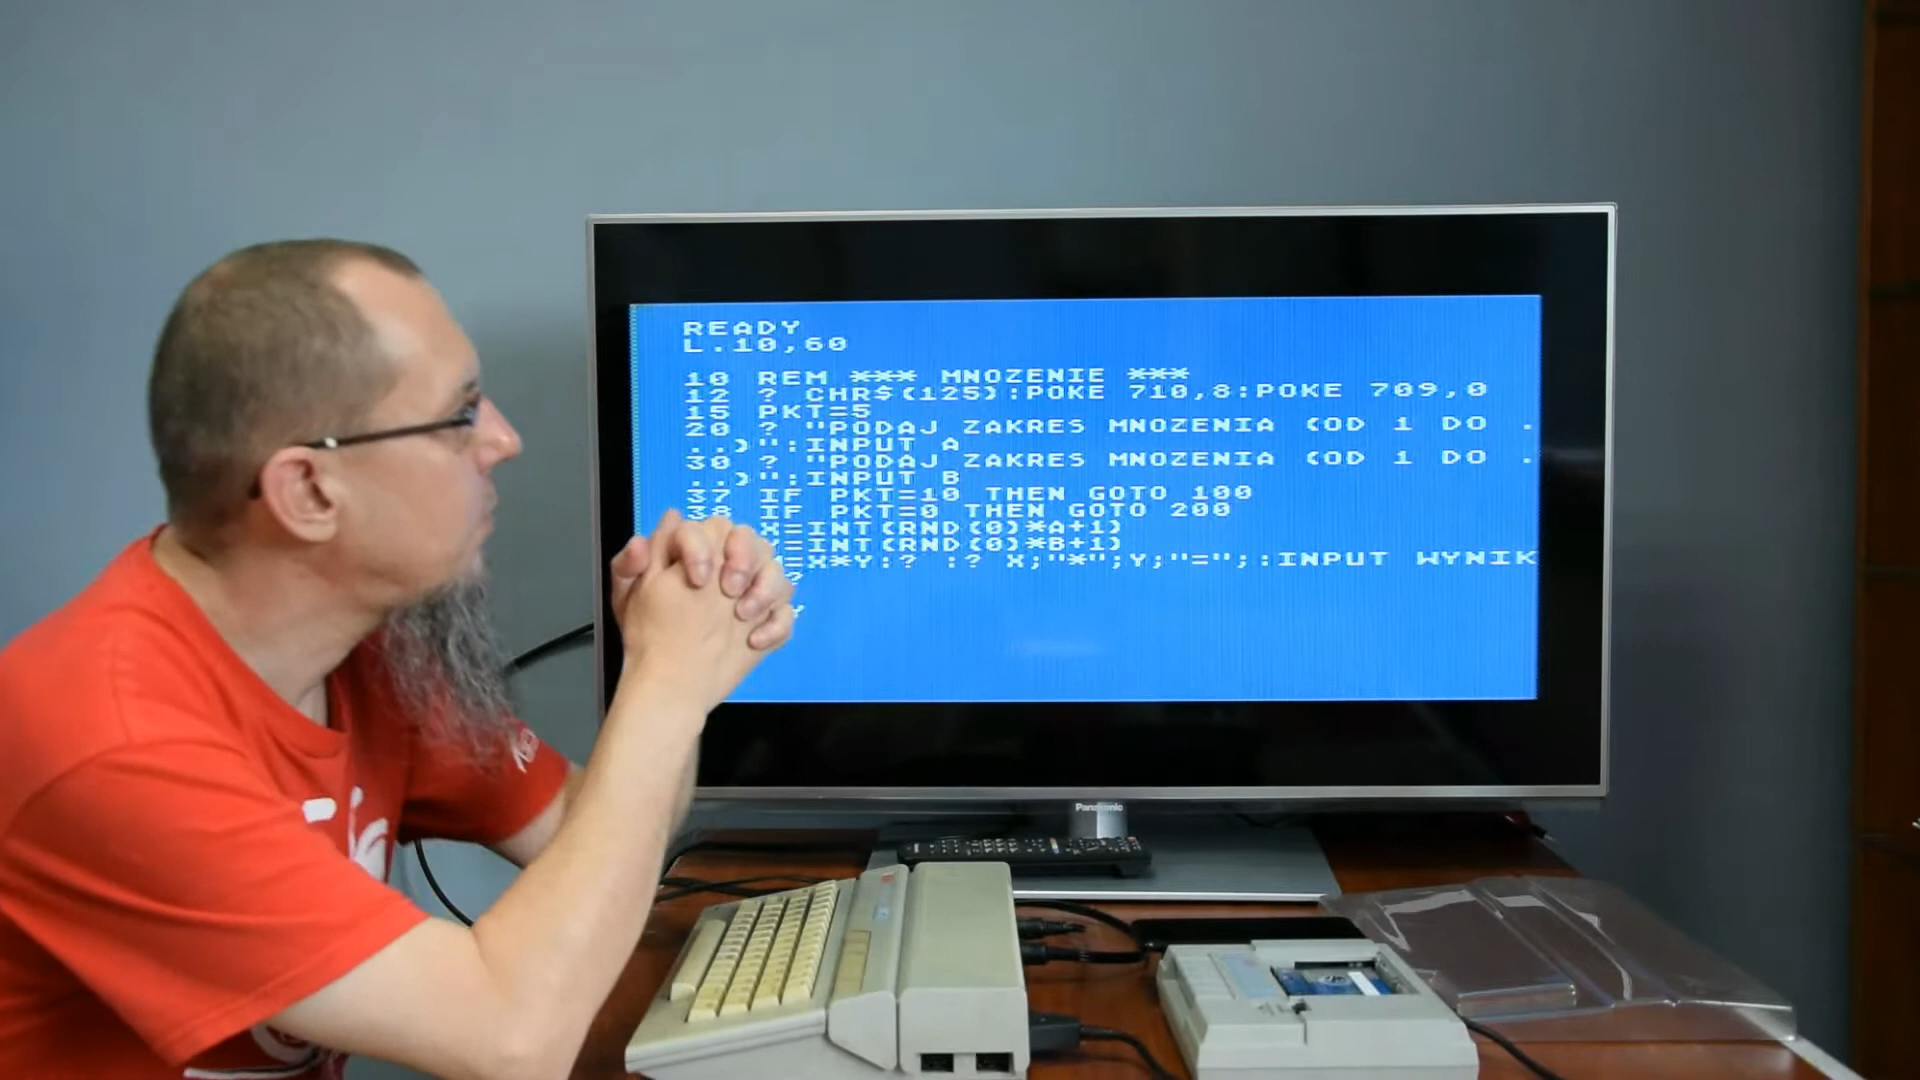 READY
L.10,60
10 REM *** MNOZENIE ***
12 ? CHR$(125):POKE 710,8:POKE 709,0
15 PKT=5
20 ? "PODAJ ZAKRES MNOZENIA (OD 1 DO .
..)":INPUT A
30 ? "PODAJ ZAKRES MNOZENIA (OD 1 DO .
..)":INPUT B
37 IF PKT=10 THEN GOTO 100
38 IF PKT=0 THEN GOTO 200
X=INT(RND(0)*A+1)
Y=INT(RND(0)*B+1)
=X*Y:? :? X;"*";Y;"=";:INPUT WYNIK
?
Y
Panasonic